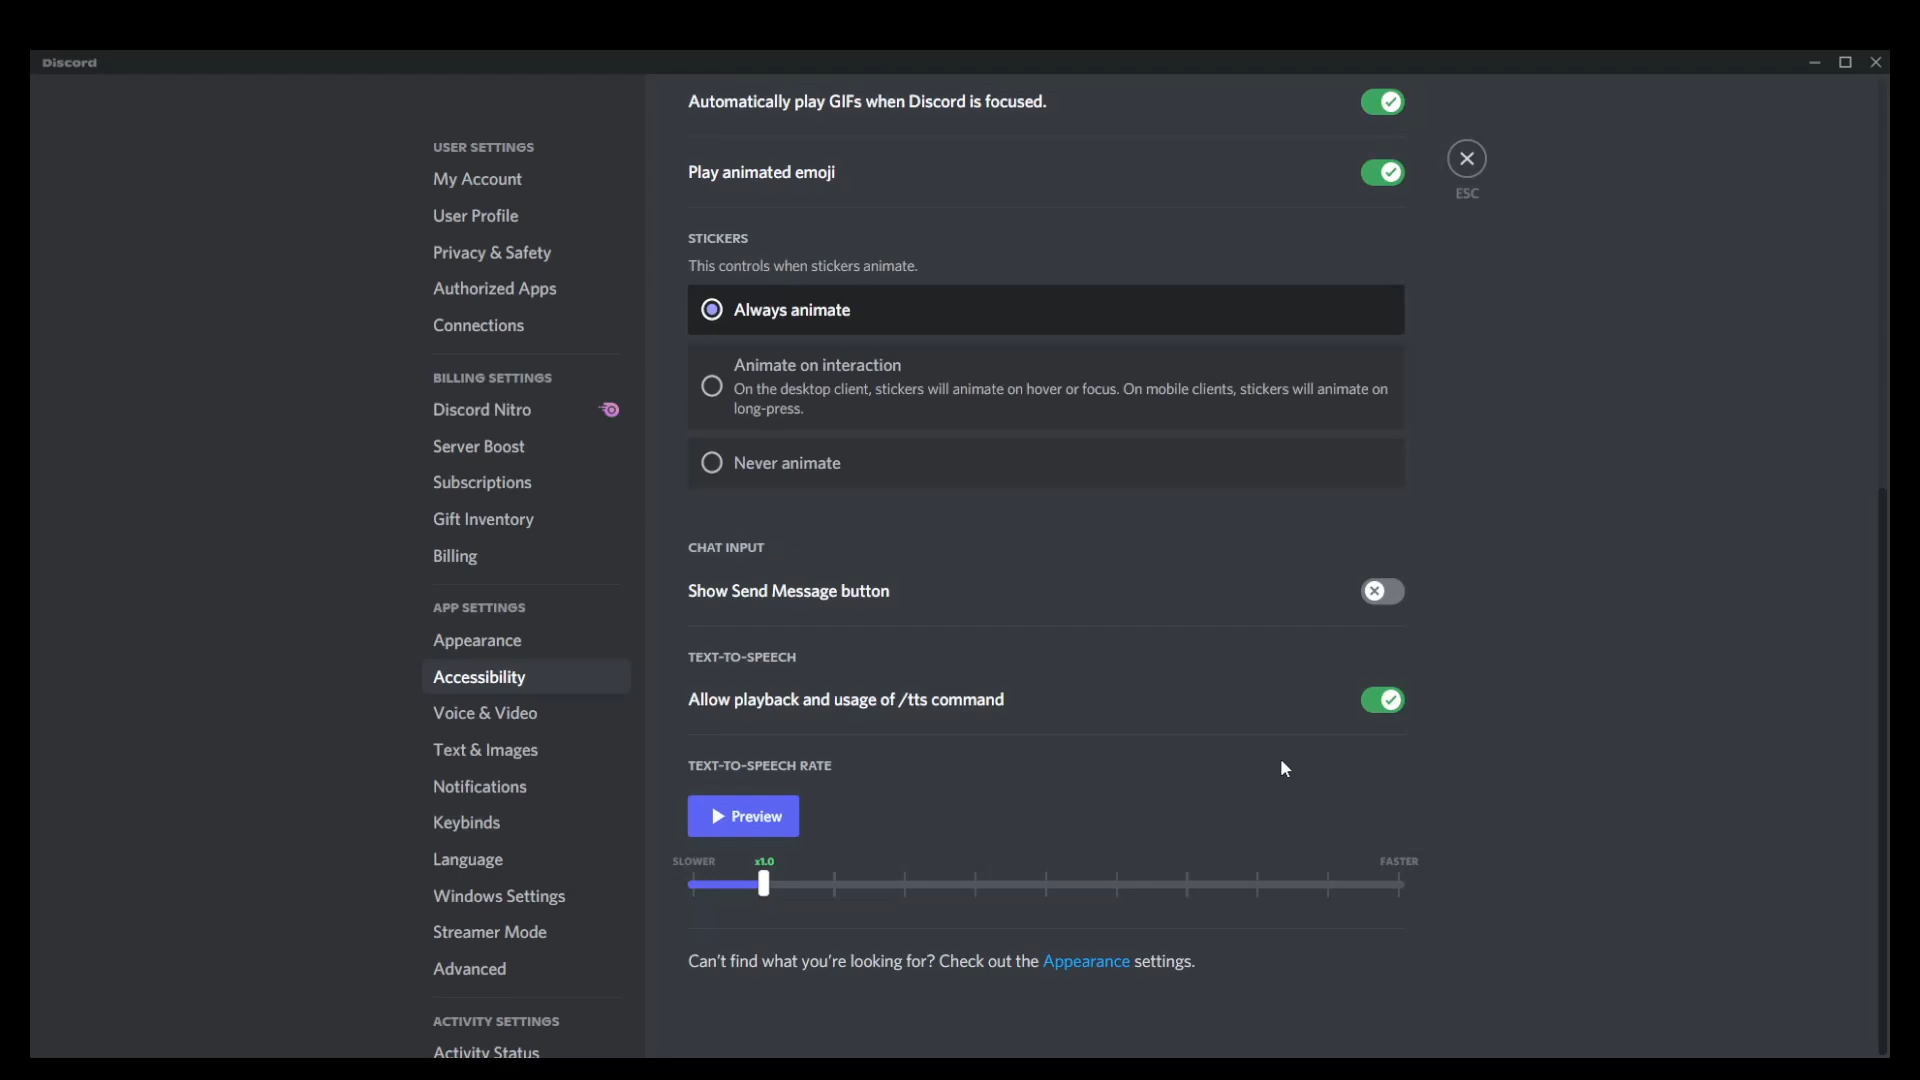 Discord
USER SETTINGS
My Account
User Profile
Privacy & Safety
Authorized Apps
Connections
BILLING SETTINGS
Discord Nitro
Server Boost
Subscriptions
Gift Inventory
Billing
APP SETTINGS
Appearance
Accessibility
Voice & Video
Text & Images
Notifications
Keybinds
Language
Windows Settings
Streamer Mode
Advanced
ACTIVITY SETTINGS
Activity Status
Automatically play GIFs when Discord is focused.
Play animated emoji
STICKERS
This controls when stickers animate.
Always animate
Animate on interaction
On the desktop client, stickers will animate on hover or focus. On mobile clients, stickers will animate on
long-press.
Never animate
CHAT INPUT
Show Send Message button
TEXT-TO-SPEECH
Allow playback and usage of /tts command
TEXT-TO-SPEECH RATE
Preview
SLOWER x1.0 FASTER
Can't find what you're looking for? Check out the Appearance settings.
ESC